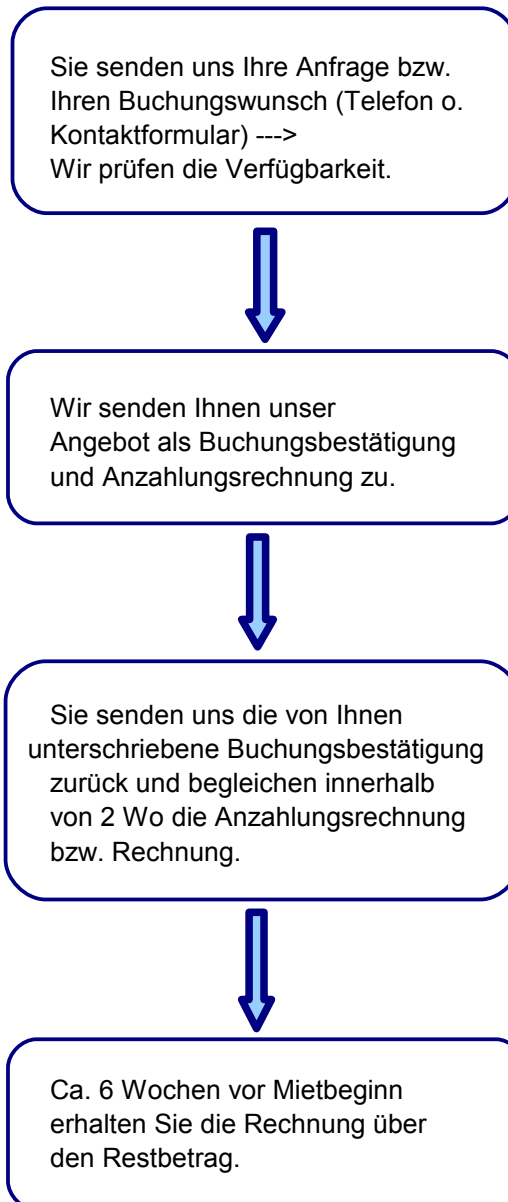 Sie senden uns Ihre Anfrage bzw.
Ihren Buchungswunsch (Telefon o.
Kontaktformular) --->
Wir prüfen die Verfügbarkeit.
Wir senden Ihnen unser
Angebot als Buchungsbestätigung
und Anzahlungsrechnung zu.
Sie senden uns die von Ihnen
unterschriebene Buchungsbestätigung
zurück und begleichen innerhalb
von 2 Wo die Anzahlungsrechnung
bzw. Rechnung.
Ca. 6 Wochen vor Mietbeginn
erhalten Sie die Rechnung über
den Restbetrag.